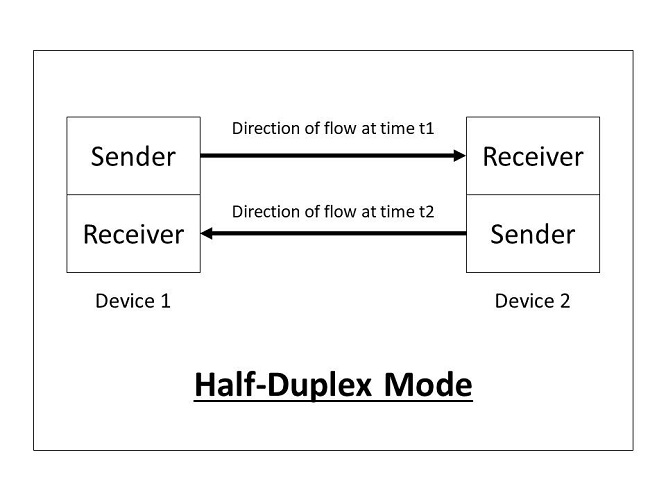 Direction of flow at time t1
Sender
Receiver
Direction of flow at time t2
Receiver
Sender
Device 1
Device 2
Half-Duplex Mode